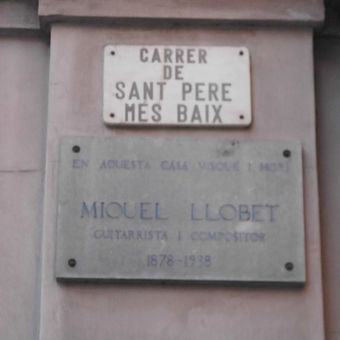 CARRER
DE
SANT PERE
MÉS BAIX
EN AQUESTA CASA VISQUÉ I MORÍ
MIQUEL LLOBET
GUITARRISTA I COMPOSITOR
1878-1938